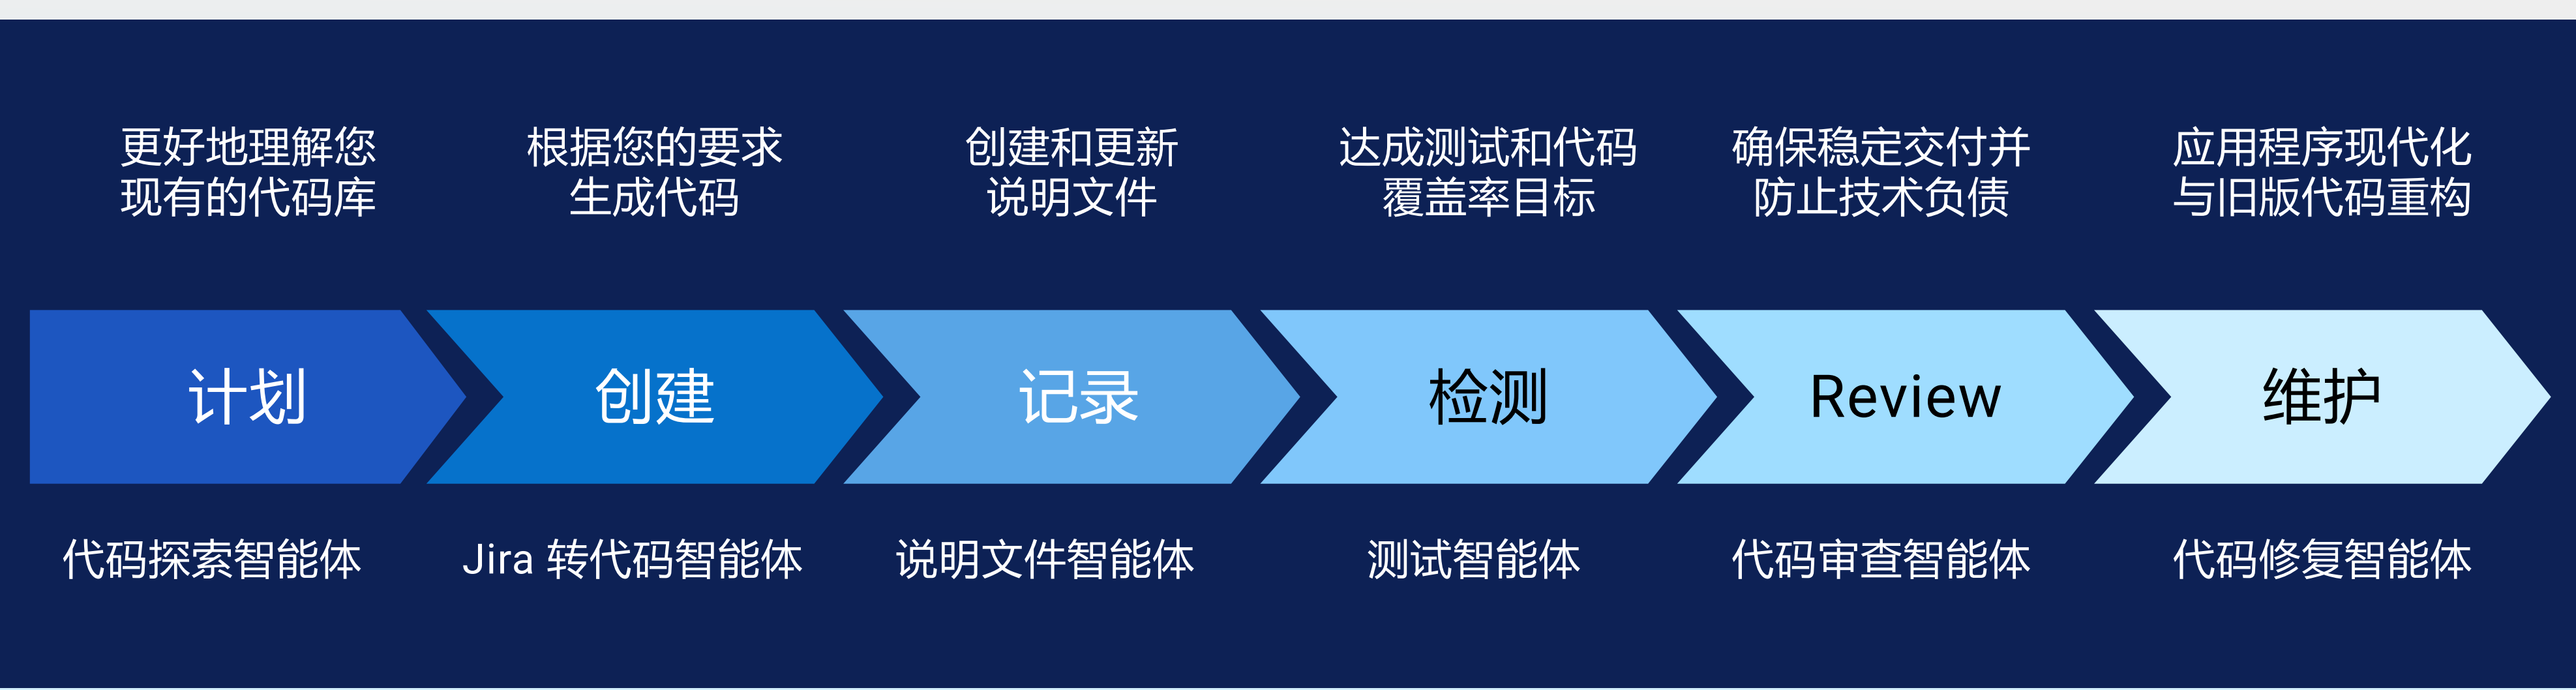 更好地理解您
现有的代码库
根据您的要求
生成代码
创建和更新
说明文件
达成测试和代码
覆盖率目标
确保稳定交付并
防止技术负债
应用程序现代化
与旧版代码重构
计划
创建
记录
检测
Review
维护
代码探索智能体
Jira 转代码智能体
说明文件智能体
测试智能体
代码审查智能体
代码修复智能体